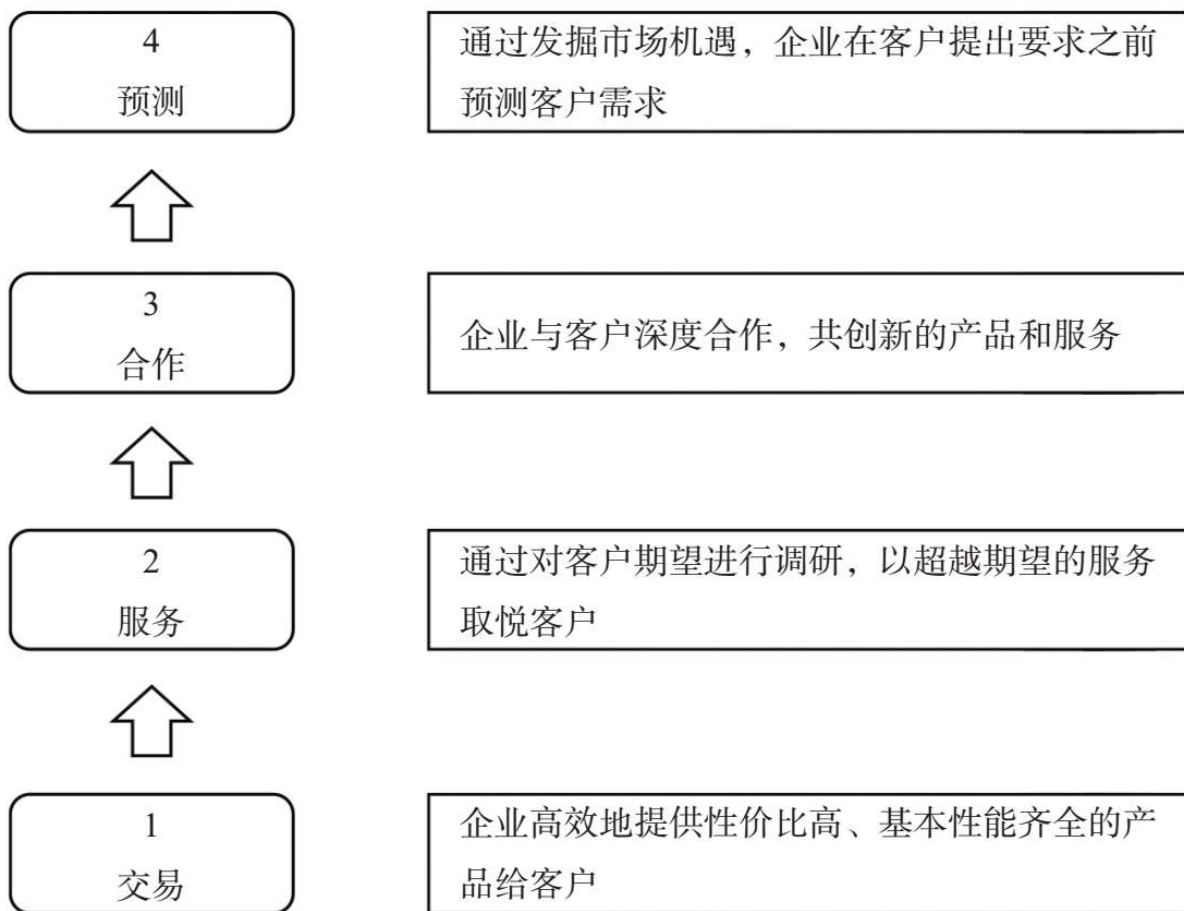 4
预测
通过发掘市场机遇，企业在客户提出要求之前
预测客户需求
3
合作
企业与客户深度合作，共创新的产品和服务
2
服务
通过对客户期望进行调研，以超越期望的服务
取悦客户
1
交易
企业高效地提供性价比高、基本性能齐全的产
品给客户